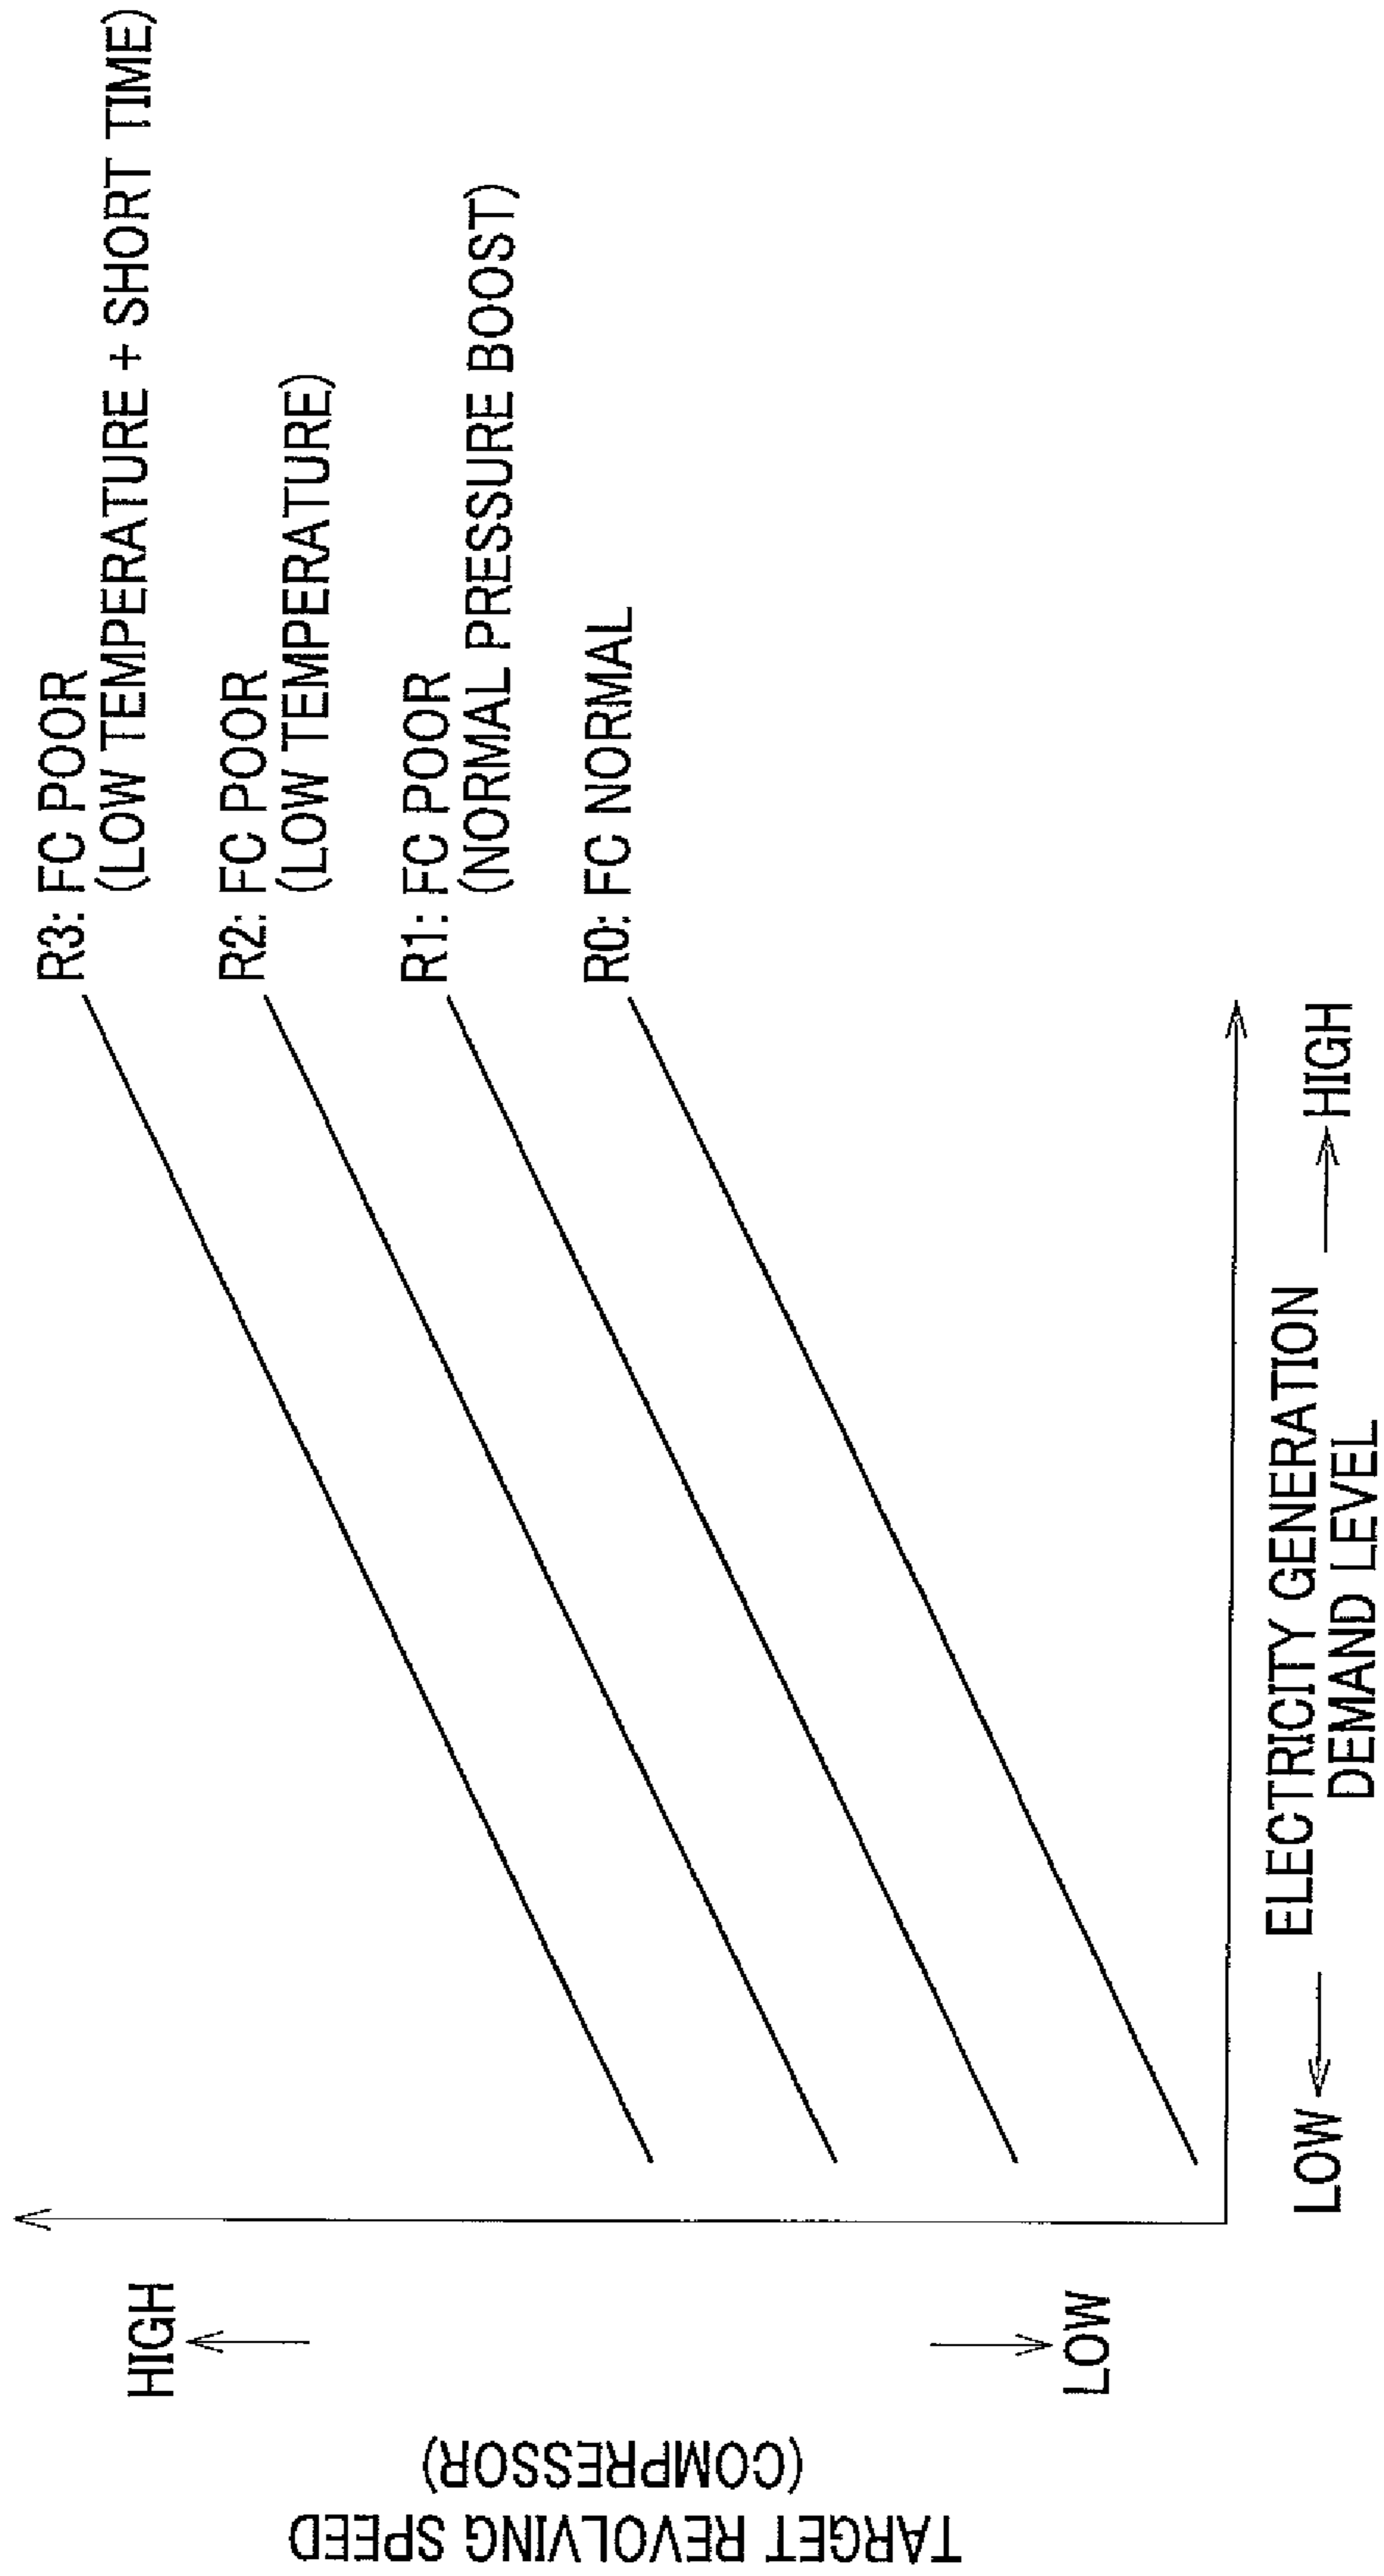 R3: FC POOR
(LOW TEMPERATURE + SHORT TIME)
R2: FC POOR
(LOW TEMPERATURE)
R1: FC POOR
(NORMAL PRESSURE BOOST)
R0: FC NORMAL
TARGET REVOLVING SPEED
(COMPRESSOR)
HIGH
LOW
LOW
ELECTRICITY GENERATION
DEMAND LEVEL
HIGH